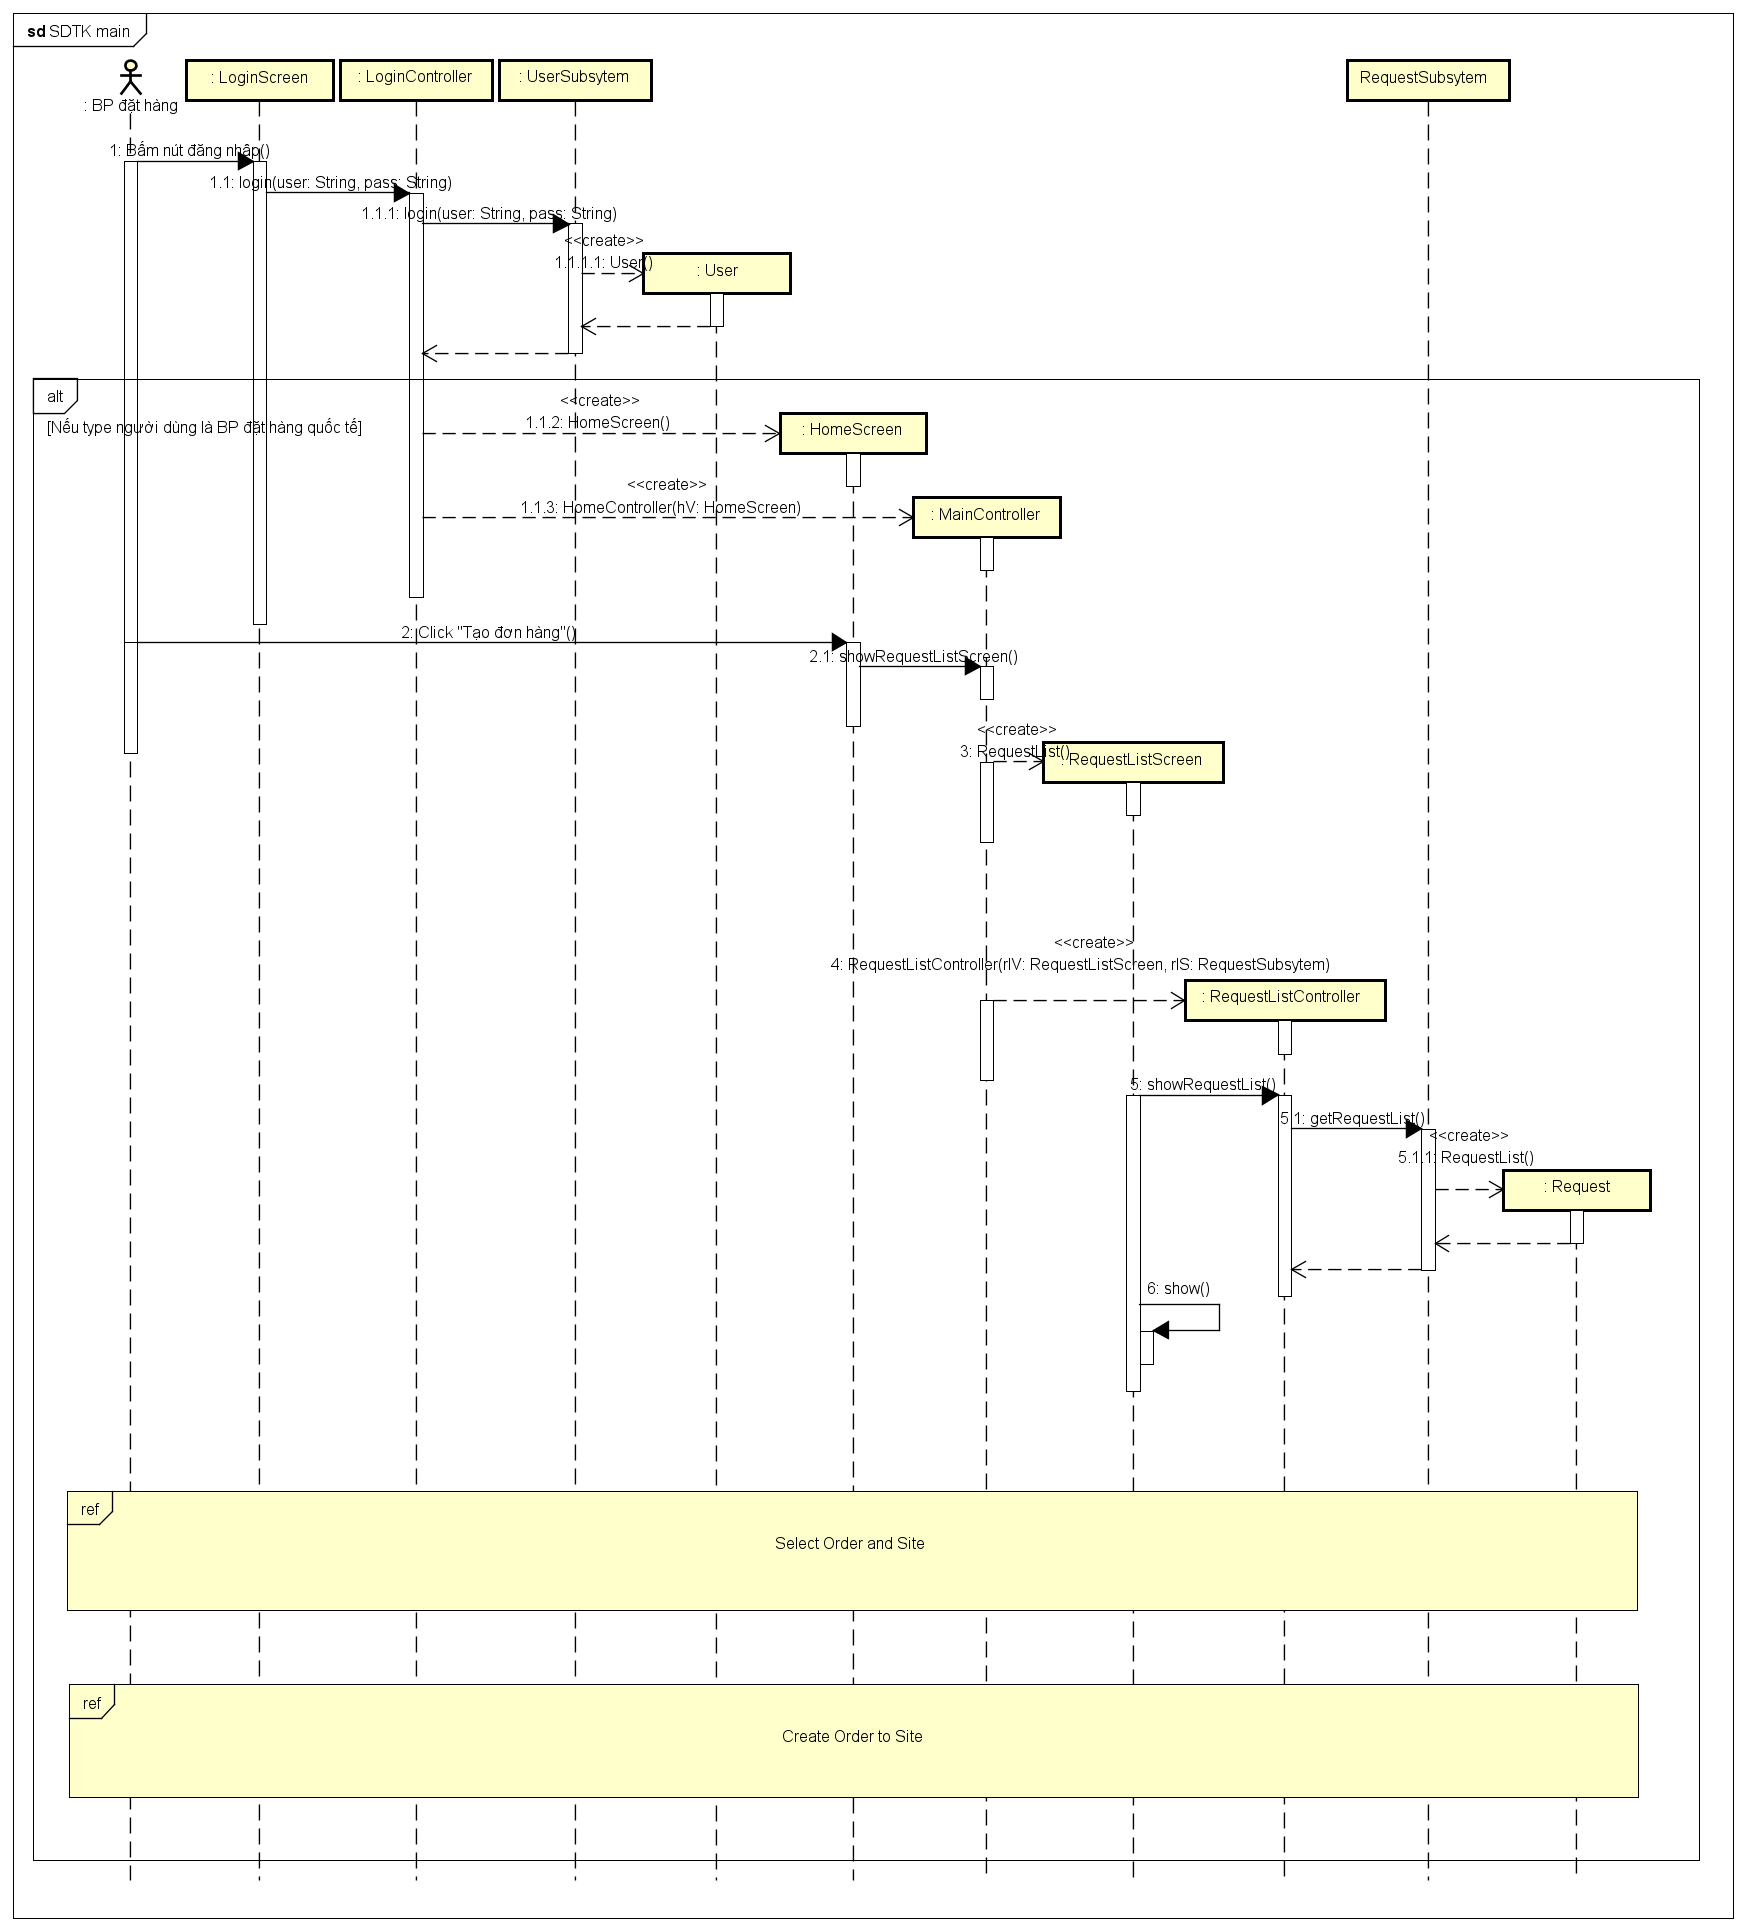 sd SDTK main
: BP đặt hàng
: LoginScreen
: LoginController
: UserSubsytem
RequestSubsytem
1: Bấm nút đăng nhập()
1.1: login(user: String, pass: String)
1.1.1: login(user: String, pass: String)
<<create>>
1.1.1.1: User()
: User
alt
[Nếu type người dùng là BP đặt hàng quốc tế]
<<create>>
1.1.2: HomeScreen()
: HomeScreen
<<create>>
1.1.3: HomeController(hV: HomeScreen)
: MainController
2: Click "Tạo đơn hàng"()
2.1: showRequestListScreen()
<<create>>
3: RequestList()
: RequestListScreen
<<create>>
4: RequestListController(rlV: RequestListScreen, rlS: RequestSubsytem)
: RequestListController
5: showRequestList()
5.1: getRequestList()
<<create>>
5.1.1: RequestList()
: Request
6: show()
ref
Select Order and Site
ref
Create Order to Site